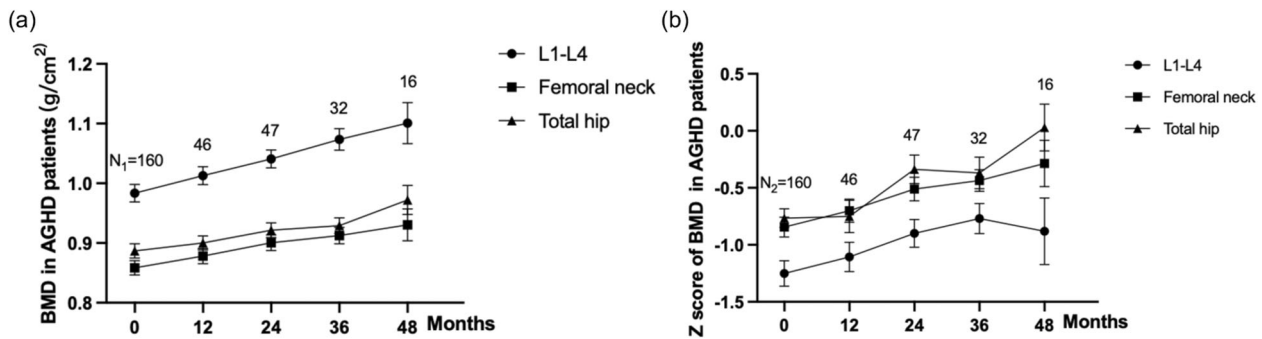 (a)
BMD in AGHD patients (g/cm²)
1.2
1.1
1.0
0.9
0.8
N₁=160
46
47
32
16
0
12
24
36
48
Months
L1-L4
Femoral neck
Total hip
(b)
Z score of BMD in AGHD patients
0.5
0.0
-0.5
-1.0
-1.5
N₂=160
46
47
32
16
0
12
24
36
48
Months
L1-L4
Femoral neck
Total hip